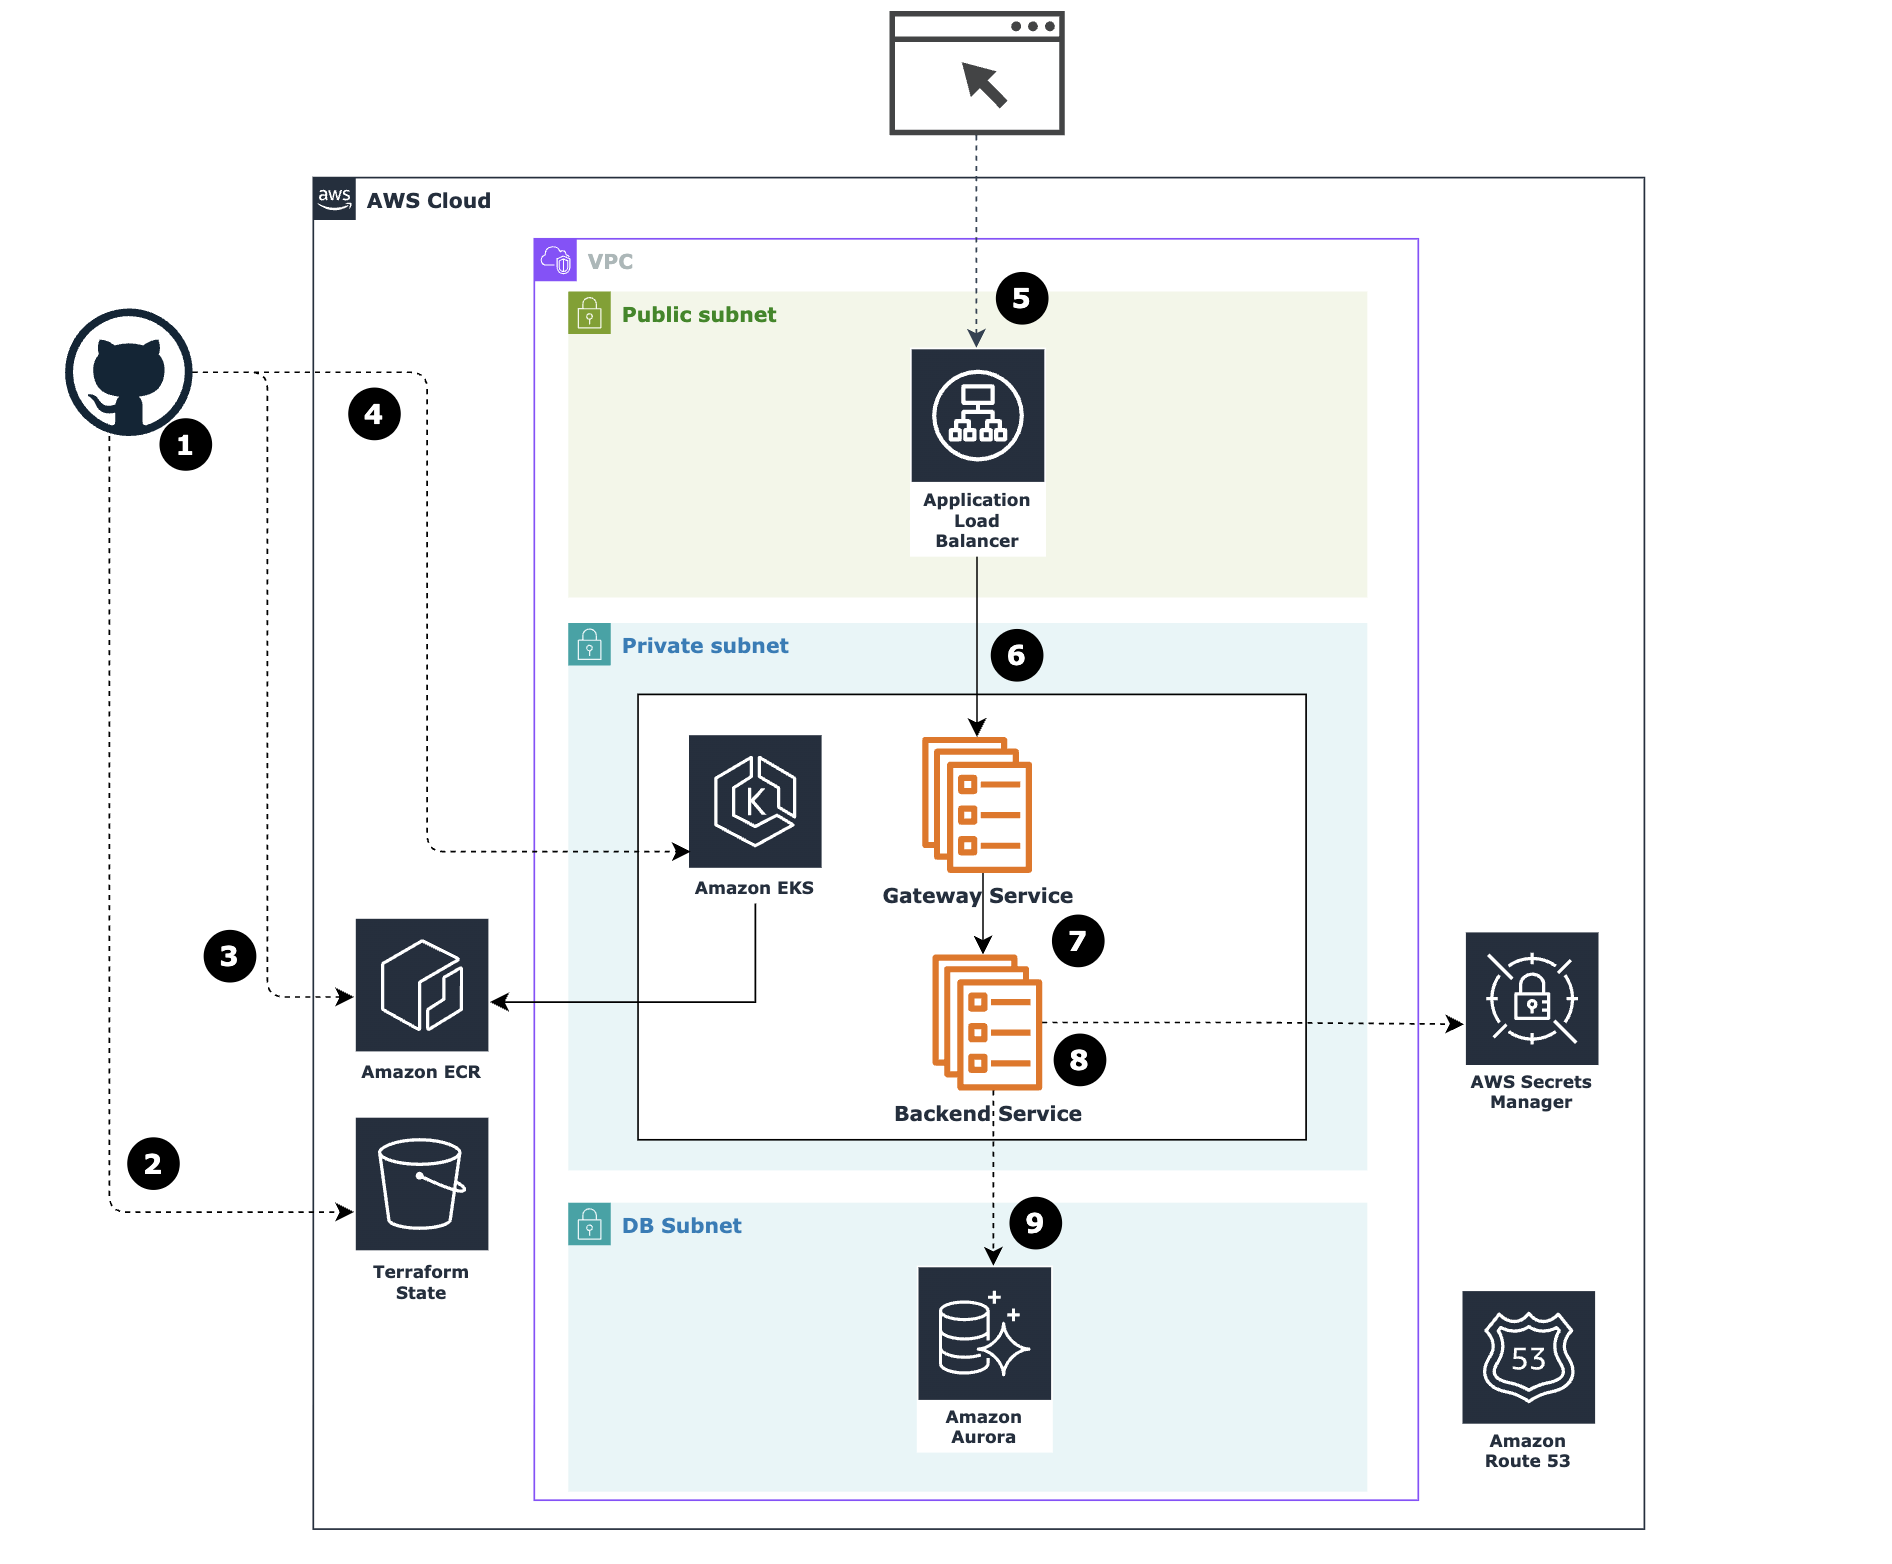 aws
AWS Cloud
VPC
5
Public subnet
4
1
Application
Load
Balancer
Private subnet
6
K
Amazon EKS
Gateway Service
3
7
8
Amazon ECR
AWS Secrets
Manager
Backend Service
2
DB Subnet
9
Terraform
State
53
Amazon
Aurora
Amazon
Route 53